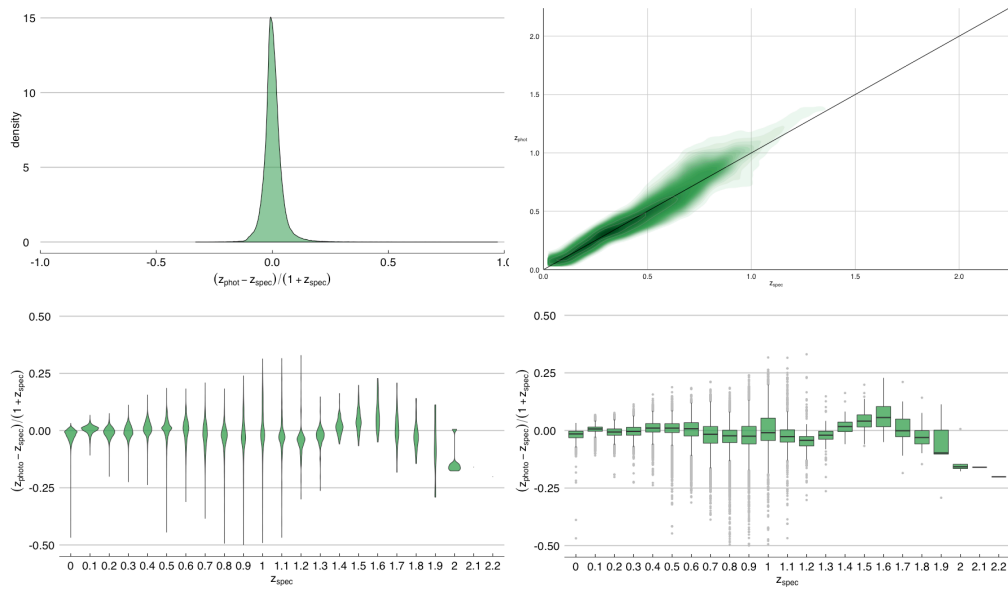 15
10
5
0
density
-1.0 -0.5 0.0 0.5 1.0
(z_phot − z_spec) / (1 + z_spec)
2.0
1.5
1.0
0.5
0.0
z_phot
0.0 0.5 1.0 1.5 2.0
z_spec
0.50
0.25
0.00
-0.25
-0.50
(z_photo − z_spec) / (1 + z_spec)
0 0.1 0.2 0.3 0.4 0.5 0.6 0.7 0.8 0.9 1 1.1 1.2 1.3 1.4 1.5 1.6 1.7 1.8 1.9 2 2.1 2.2
z_spec
0.50
0.25
0.00
-0.25
-0.50
(z_photo − z_spec) / (1 + z_spec)
0 0.1 0.2 0.3 0.4 0.5 0.6 0.7 0.8 0.9 1 1.1 1.2 1.3 1.4 1.5 1.6 1.7 1.8 1.9 2 2.1 2.2
z_spec